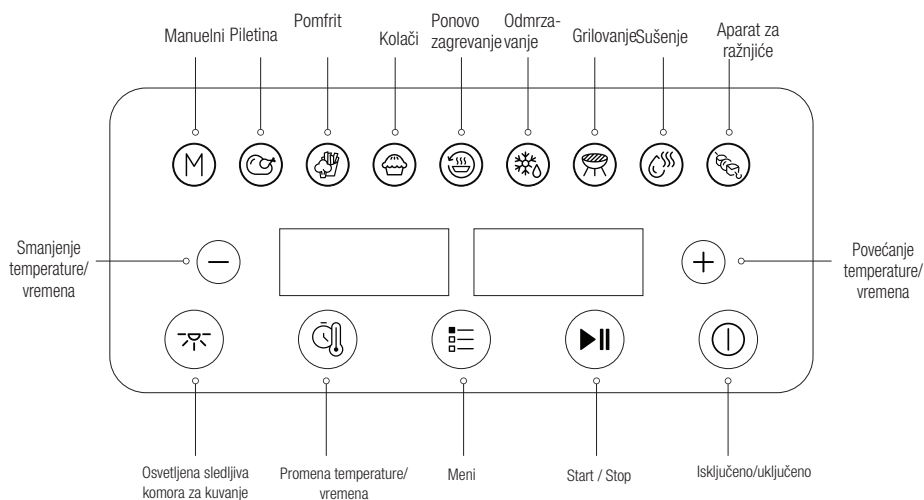 Manuelni
Piletina
Pomfrit
Kolači
Ponovo
zagrevanje
Odmrza-
vanje
Grilovanje
Sušenje
Aparat za
ražnjiće
M
Smanjenje
temperature/
vremena
Povećanje
temperature/
vremena
Osvetljena sledljiva
komora za kuvanje
Promena temperature/
vremena
Meni
Start / Stop
Isključeno/uključeno